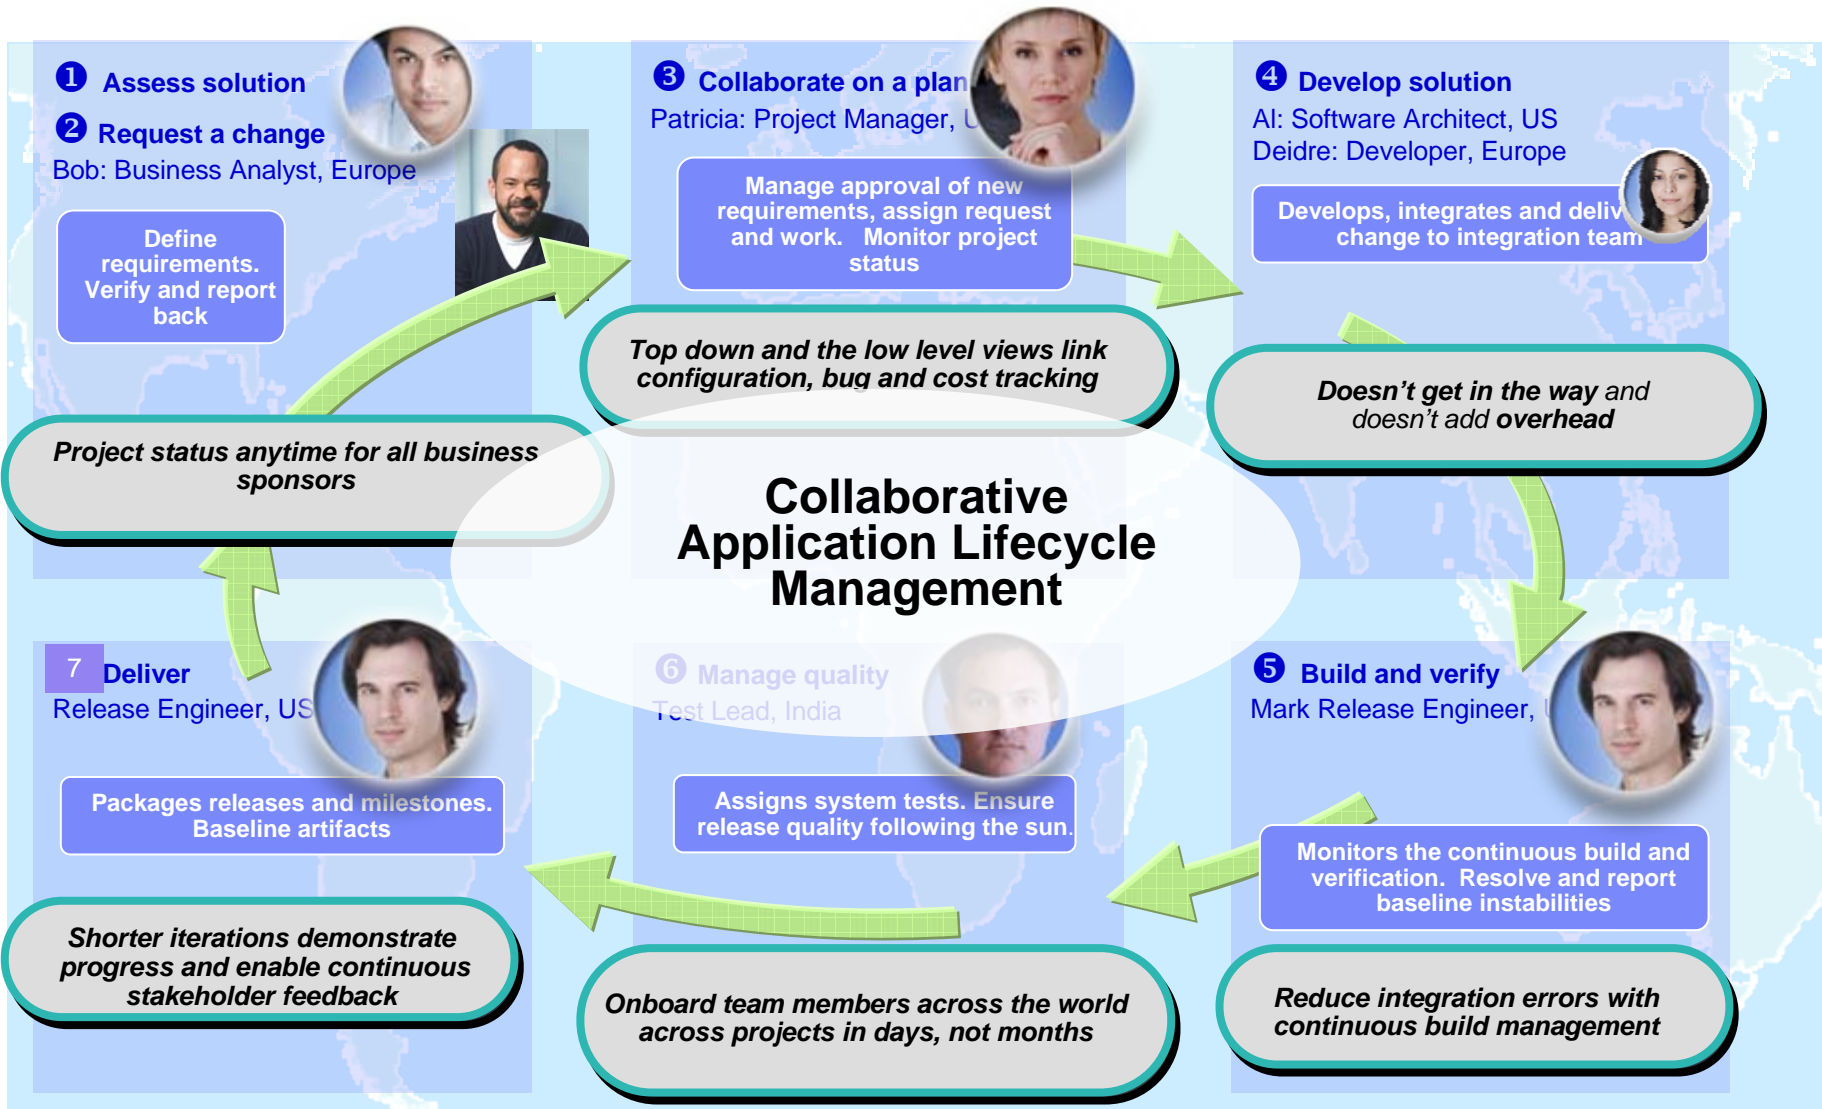 ❶ Assess solution
❷ Request a change
Bob: Business Analyst, Europe
Define
requirements.
Verify and report
back
Project status anytime for all business
sponsors
❸ Collaborate on a plan
Patricia: Project Manager,
Manage approval of new
requirements, assign request
and work. Monitor project
status
Top down and the low level views link
configuration, bug and cost tracking
❹ Develop solution
Al: Software Architect, US
Deidre: Developer, Europe
Develops, integrates and
change to integration team
Doesn’t get in the way and
doesn’t add overhead
Collaborative
Application Lifecycle
Management
7 Deliver
Release Engineer, US
Packages releases and milestones.
Baseline artifacts
Shorter iterations demonstrate
progress and enable continuous
stakeholder feedback
❻ Manage quality
Test Lead, India
Assigns system tests. Ensure
release quality following the sun.
Onboard team members across the world
across projects in days, not months
❺ Build and verify
Mark Release Engineer,
Monitors the continuous build and
verification. Resolve and report
baseline instabilities
Reduce integration errors with
continuous build management